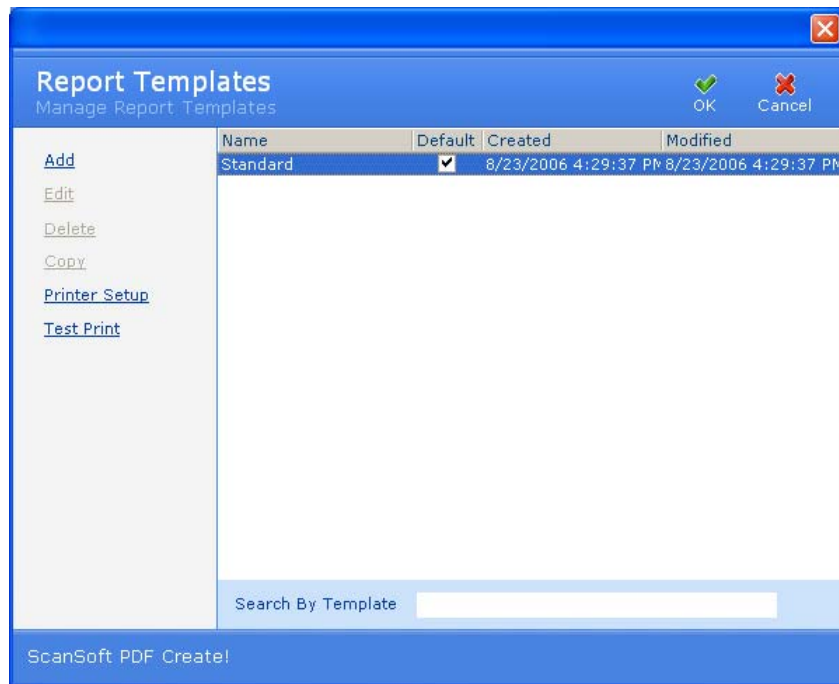 Report Templates
Manage Report Templates
OK Cancel
Add
Edit
Delete
Copy
Printer Setup
Test Print
Name Default Created Modified
Standard 8/23/2006 4:29:37 PM 8/23/2006 4:29:37 PM
Search By Template
ScanSoft PDF Create!